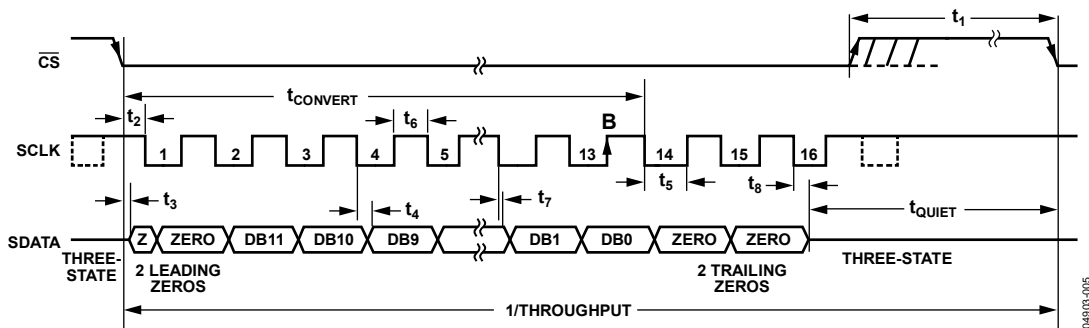 t1
CS
tCONVERT
t2
t6
B
SCLK
1 2 3 4 5 13 14 15 16
t5
t8
t3
t4
t7
tQUIET
SDATA
Z ZERO DB11 DB10 DB9 DB1 DB0 ZERO ZERO
THREE-
STATE
2 LEADING
ZEROS
2 TRAILING
ZEROS
THREE-STATE
1/THROUGHPUT
04903-005